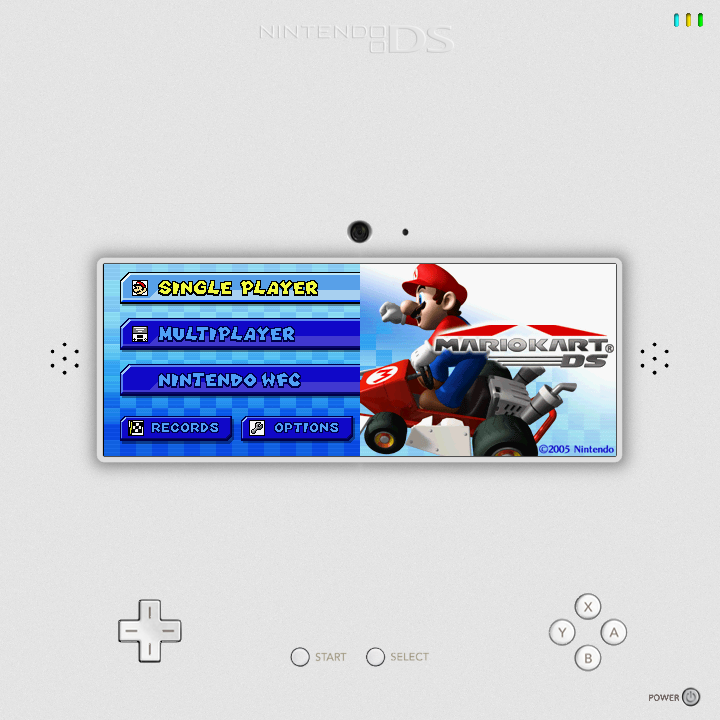 NINTENDO DS
SINGLE PLAYER
MULTIPLAYER
NINTENDO WFC
RECORDS
OPTIONS
MARIOKART®
DS
©2005 Nintendo
X
Y
A
B
START
SELECT
POWER